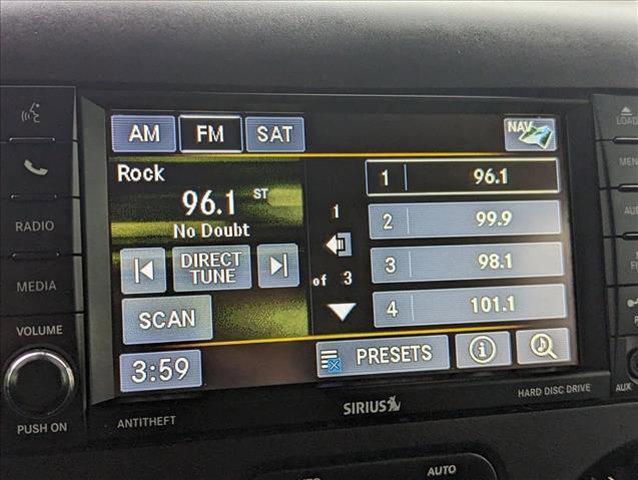 AM FM SAT NAV
LOAD
Rock
96.1 ST
No Doubt
DIRECT
TUNE
SCAN
3:59
1
of 3
1 96.1
2 99.9
3 98.1
4 101.1
PRESETS
RADIO
MEDIA
VOLUME
PUSH ON
ANTITHEFT
SIRIUS
HARD DISC DRIVE
AUX
AUTO